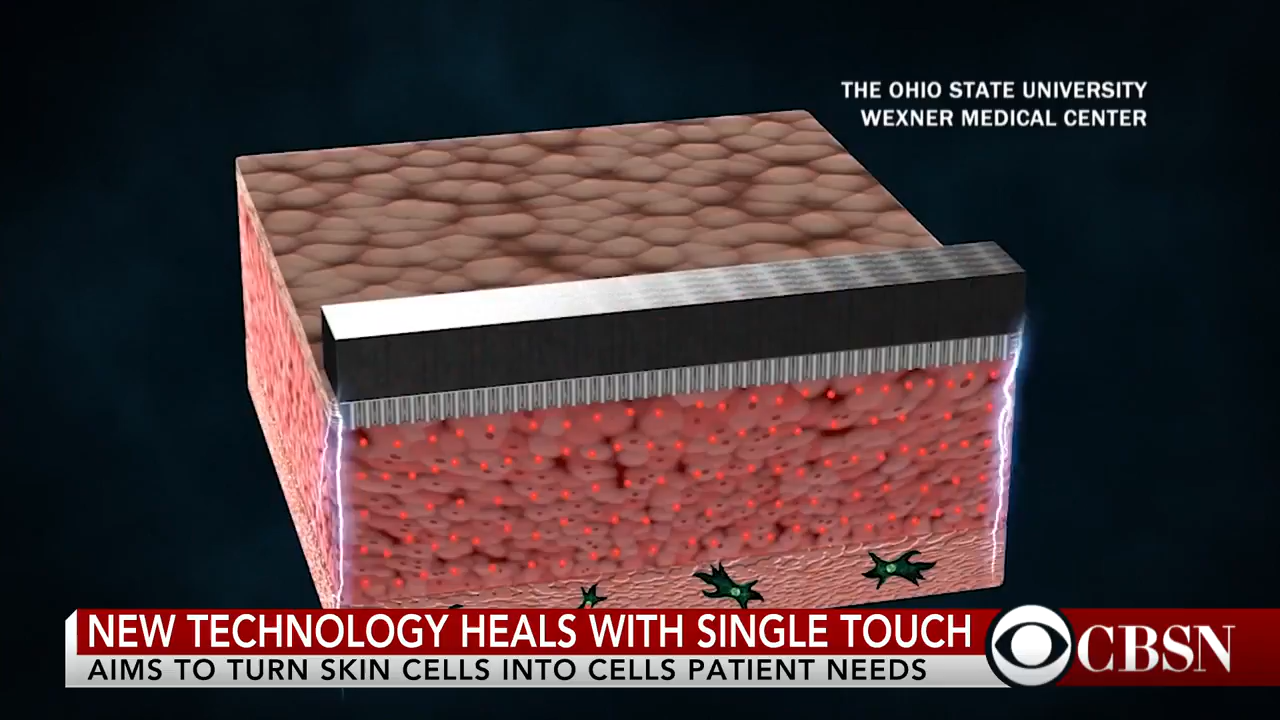 THE OHIO STATE UNIVERSITY
WEXNER MEDICAL CENTER
NEW TECHNOLOGY HEALS WITH SINGLE TOUCH
AIMS TO TURN SKIN CELLS INTO CELLS PATIENT NEEDS
CBSN